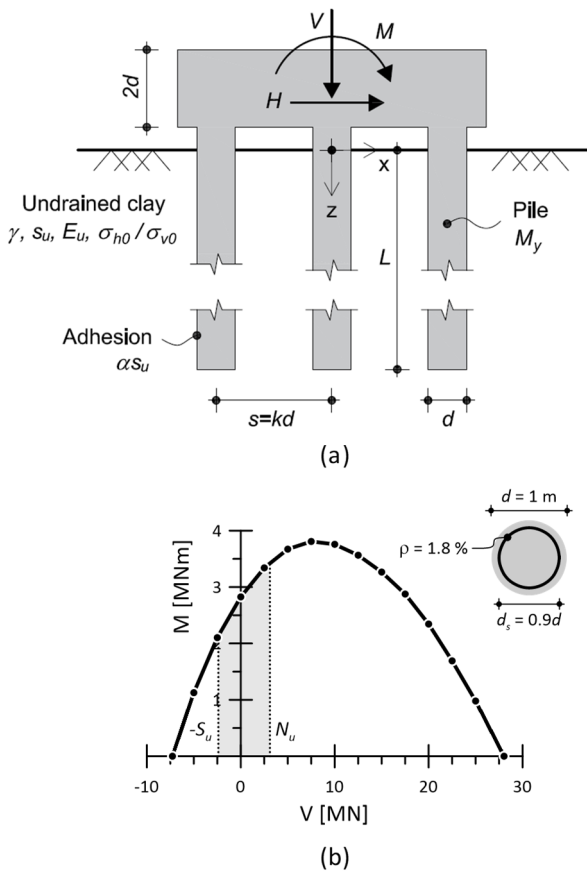 V
M
2d
H
x
z
Undrained clay
γ, sᵤ, Eᵤ, σₕ₀/σᵥ₀
Pile
M_y
L
Adhesion
αsᵤ
s=kd
d
(a)
d = 1 m
ρ = 1.8 %
dₛ = 0.9d
M [MNm]
4
3
2
1
-Sᵤ
Nᵤ
-10
0
10
20
30
V [MN]
(b)